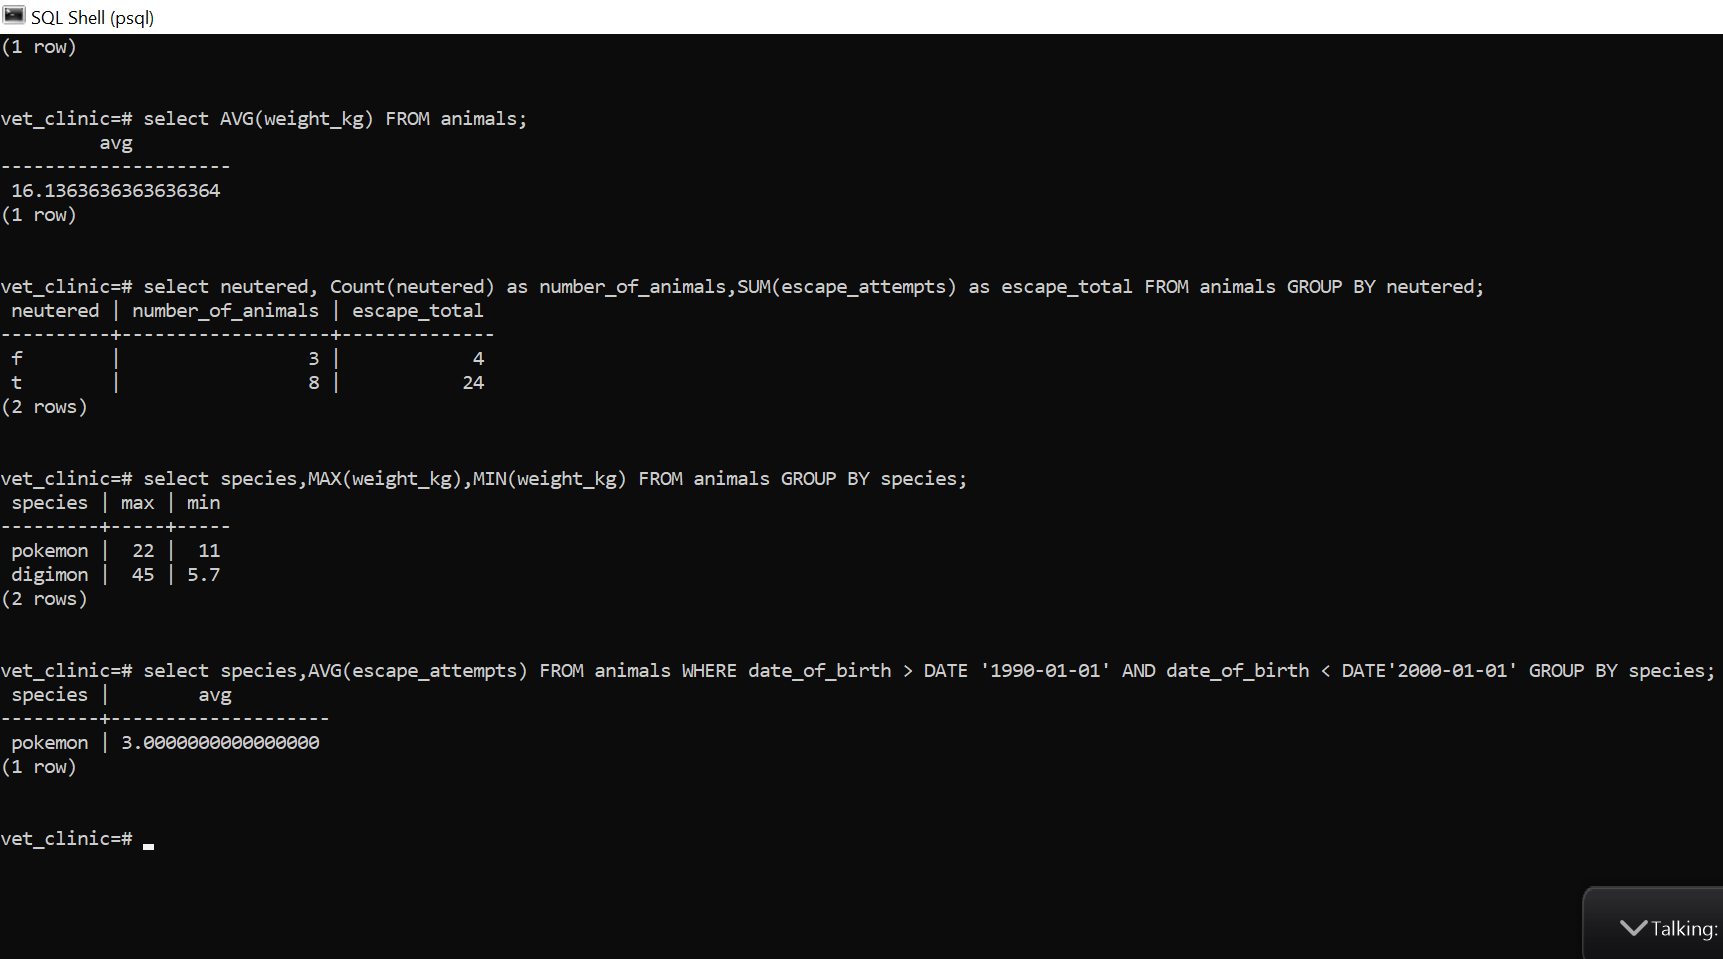 SQL Shell (psql)
(1 row)
vet_clinic=# select AVG(weight_kg) FROM animals;
         avg
---------------------
 16.1363636363636364
(1 row)
vet_clinic=# select neutered, Count(neutered) as number_of_animals,SUM(escape_attempts) as escape_total FROM animals GROUP BY neutered;
 neutered | number_of_animals | escape_total
----------+-------------------+--------------
 f        |                 3 |            4
 t        |                 8 |           24
(2 rows)
vet_clinic=# select species,MAX(weight_kg),MIN(weight_kg) FROM animals GROUP BY species;
 species | max | min
---------+-----+-----
 pokemon |  22 |  11
 digimon |  45 | 5.7
(2 rows)
vet_clinic=# select species,AVG(escape_attempts) FROM animals WHERE date_of_birth > DATE '1990-01-01' AND date_of_birth < DATE'2000-01-01' GROUP BY species;
 species |        avg
---------+--------------------
 pokemon | 3.0000000000000000
(1 row)
vet_clinic=#
Talking: